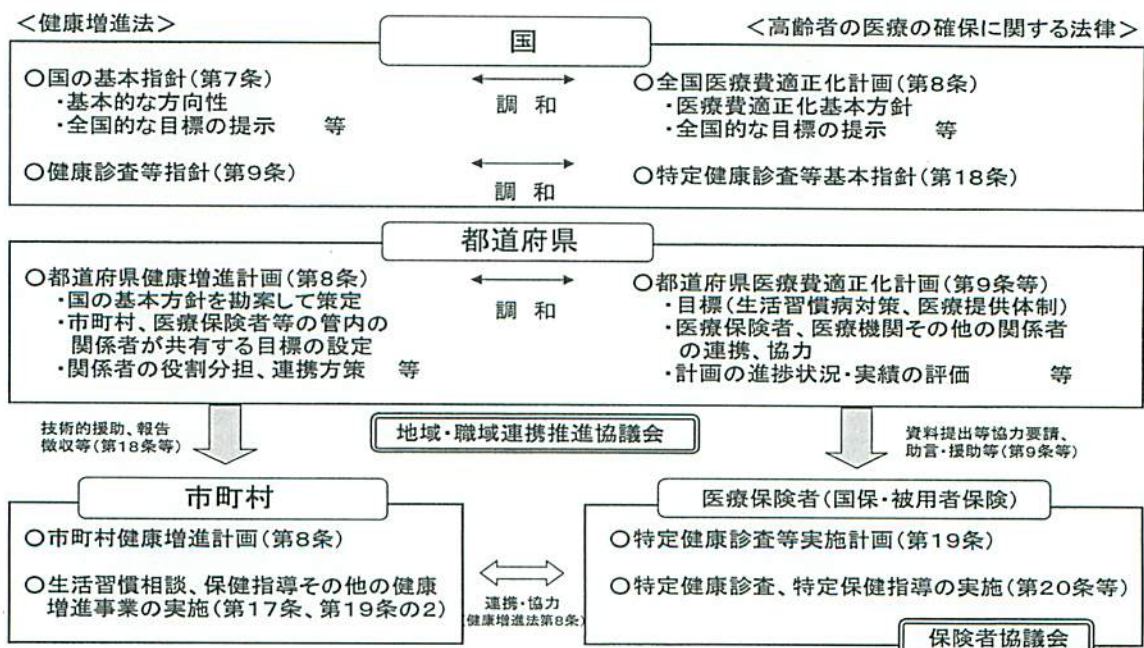 <健康増進法>
<高齢者の医療の確保に関する法律>
国
○国の基本指針(第7条)
・基本的な方向性
・全国的な目標の提示 等
調 和
○全国医療費適正化計画(第8条)
・医療費適正化基本方針
・全国的な目標の提示 等
○健康診査等指針(第9条)
調 和
○特定健康診査等基本指針(第18条)
都道府県
○都道府県健康増進計画(第8条)
・国の基本方針を勘案して策定
・市町村、医療保険者等の管内の
関係者が共有する目標の設定
・関係者の役割分担、連携方策 等
調 和
○都道府県医療費適正化計画(第9条等)
・目標(生活習慣病対策、医療提供体制)
・医療保険者、医療機関その他の関係者
の連携、協力
・計画の進捗状況・実績の評価 等
技術的援助、報告
徴収等(第18条等)
地域・職域連携推進協議会
資料提出等協力要請、
助言・援助等(第9条等)
市町村
○市町村健康増進計画(第8条)
○生活習慣相談、保健指導その他の健康
増進事業の実施(第17条、第19条の2)
連携・協力
(健康増進法第8条)
医療保険者(国保・被用者保険)
○特定健康診査等実施計画(第19条)
○特定健康診査、特定保健指導の実施(第20条等)
保険者協議会